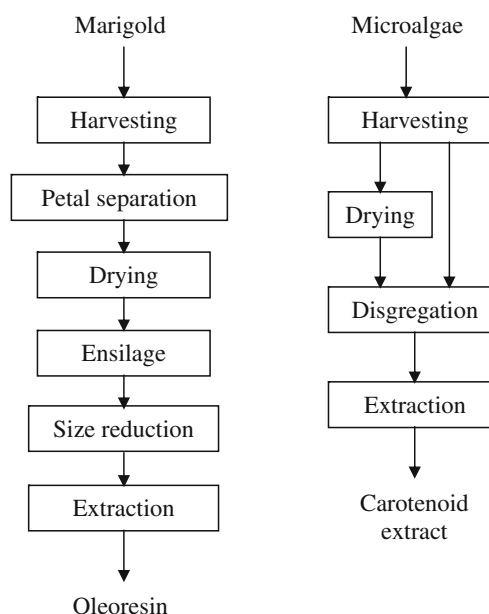 Marigold
Harvesting
Petal separation
Drying
Ensilage
Size reduction
Extraction
Oleoresin
Microalgae
Harvesting
Drying
Disgregation
Extraction
Carotenoid
extract